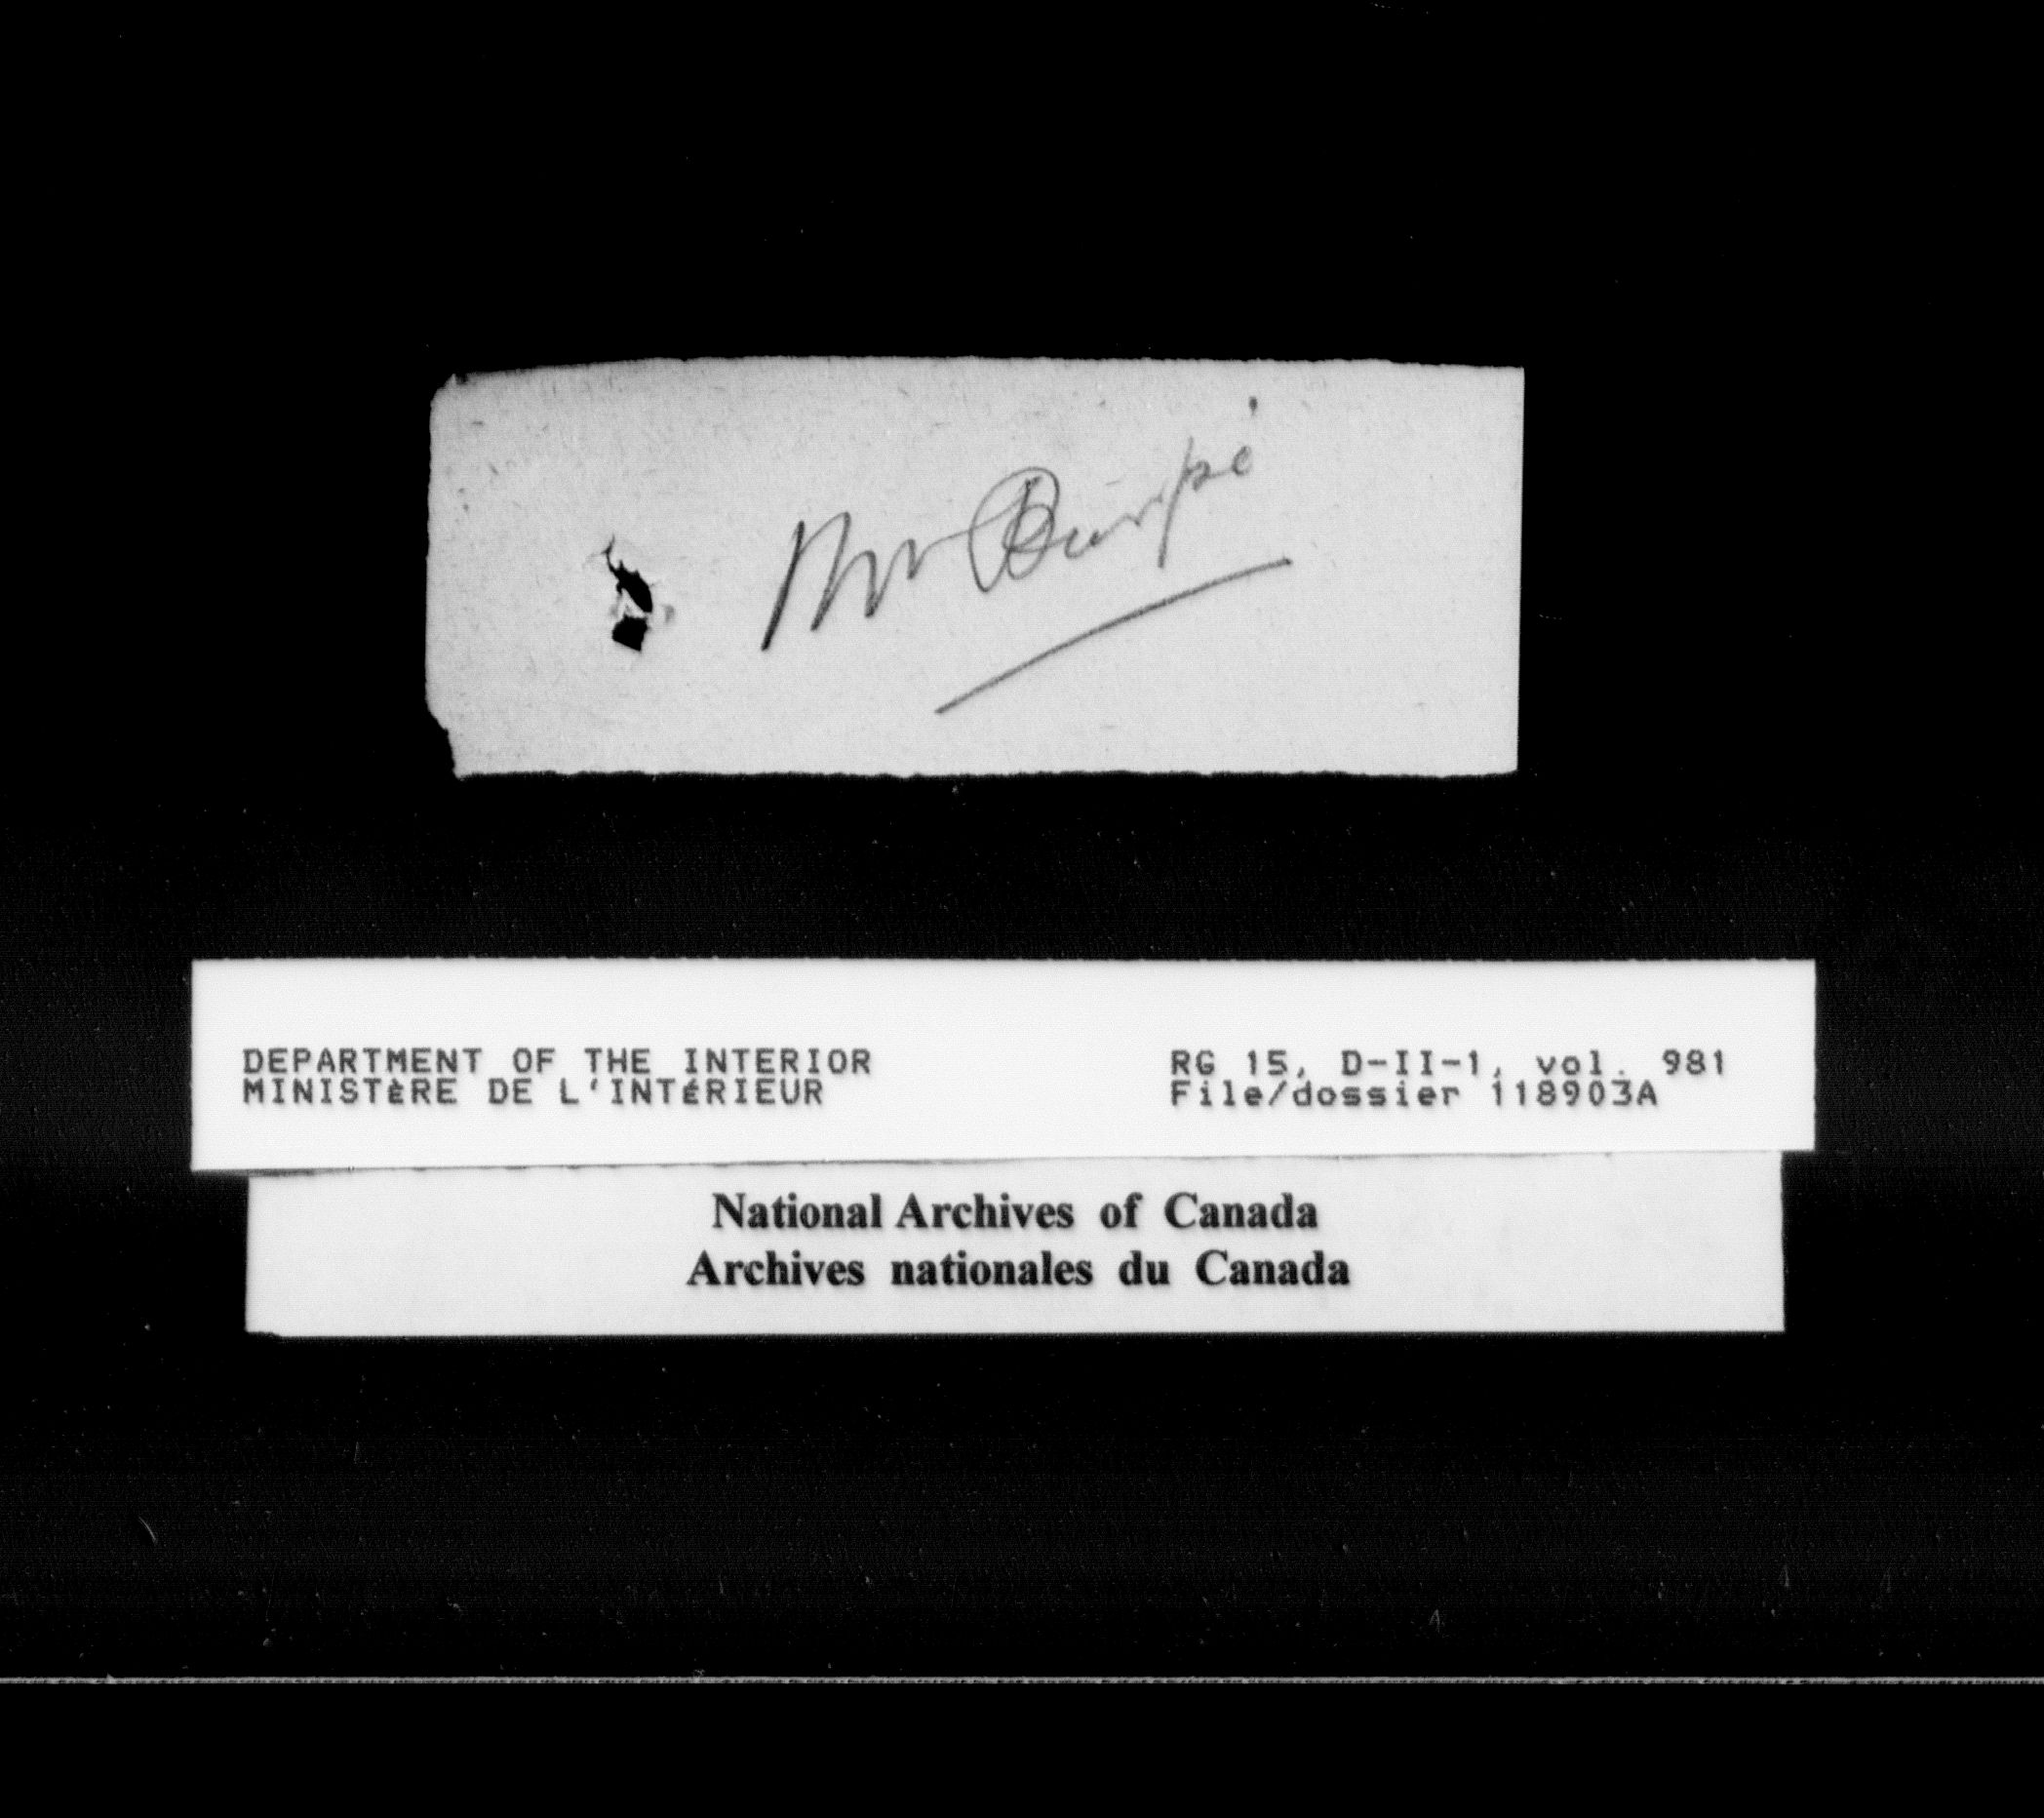 Mr Burpé
DEPARTMENT OF THE INTERIOR
MINISTÈRE DE L'INTÉRIEUR
RG 15, D-II-1, vol. 981
File/dossier 118903A
National Archives of Canada
Archives nationales du Canada